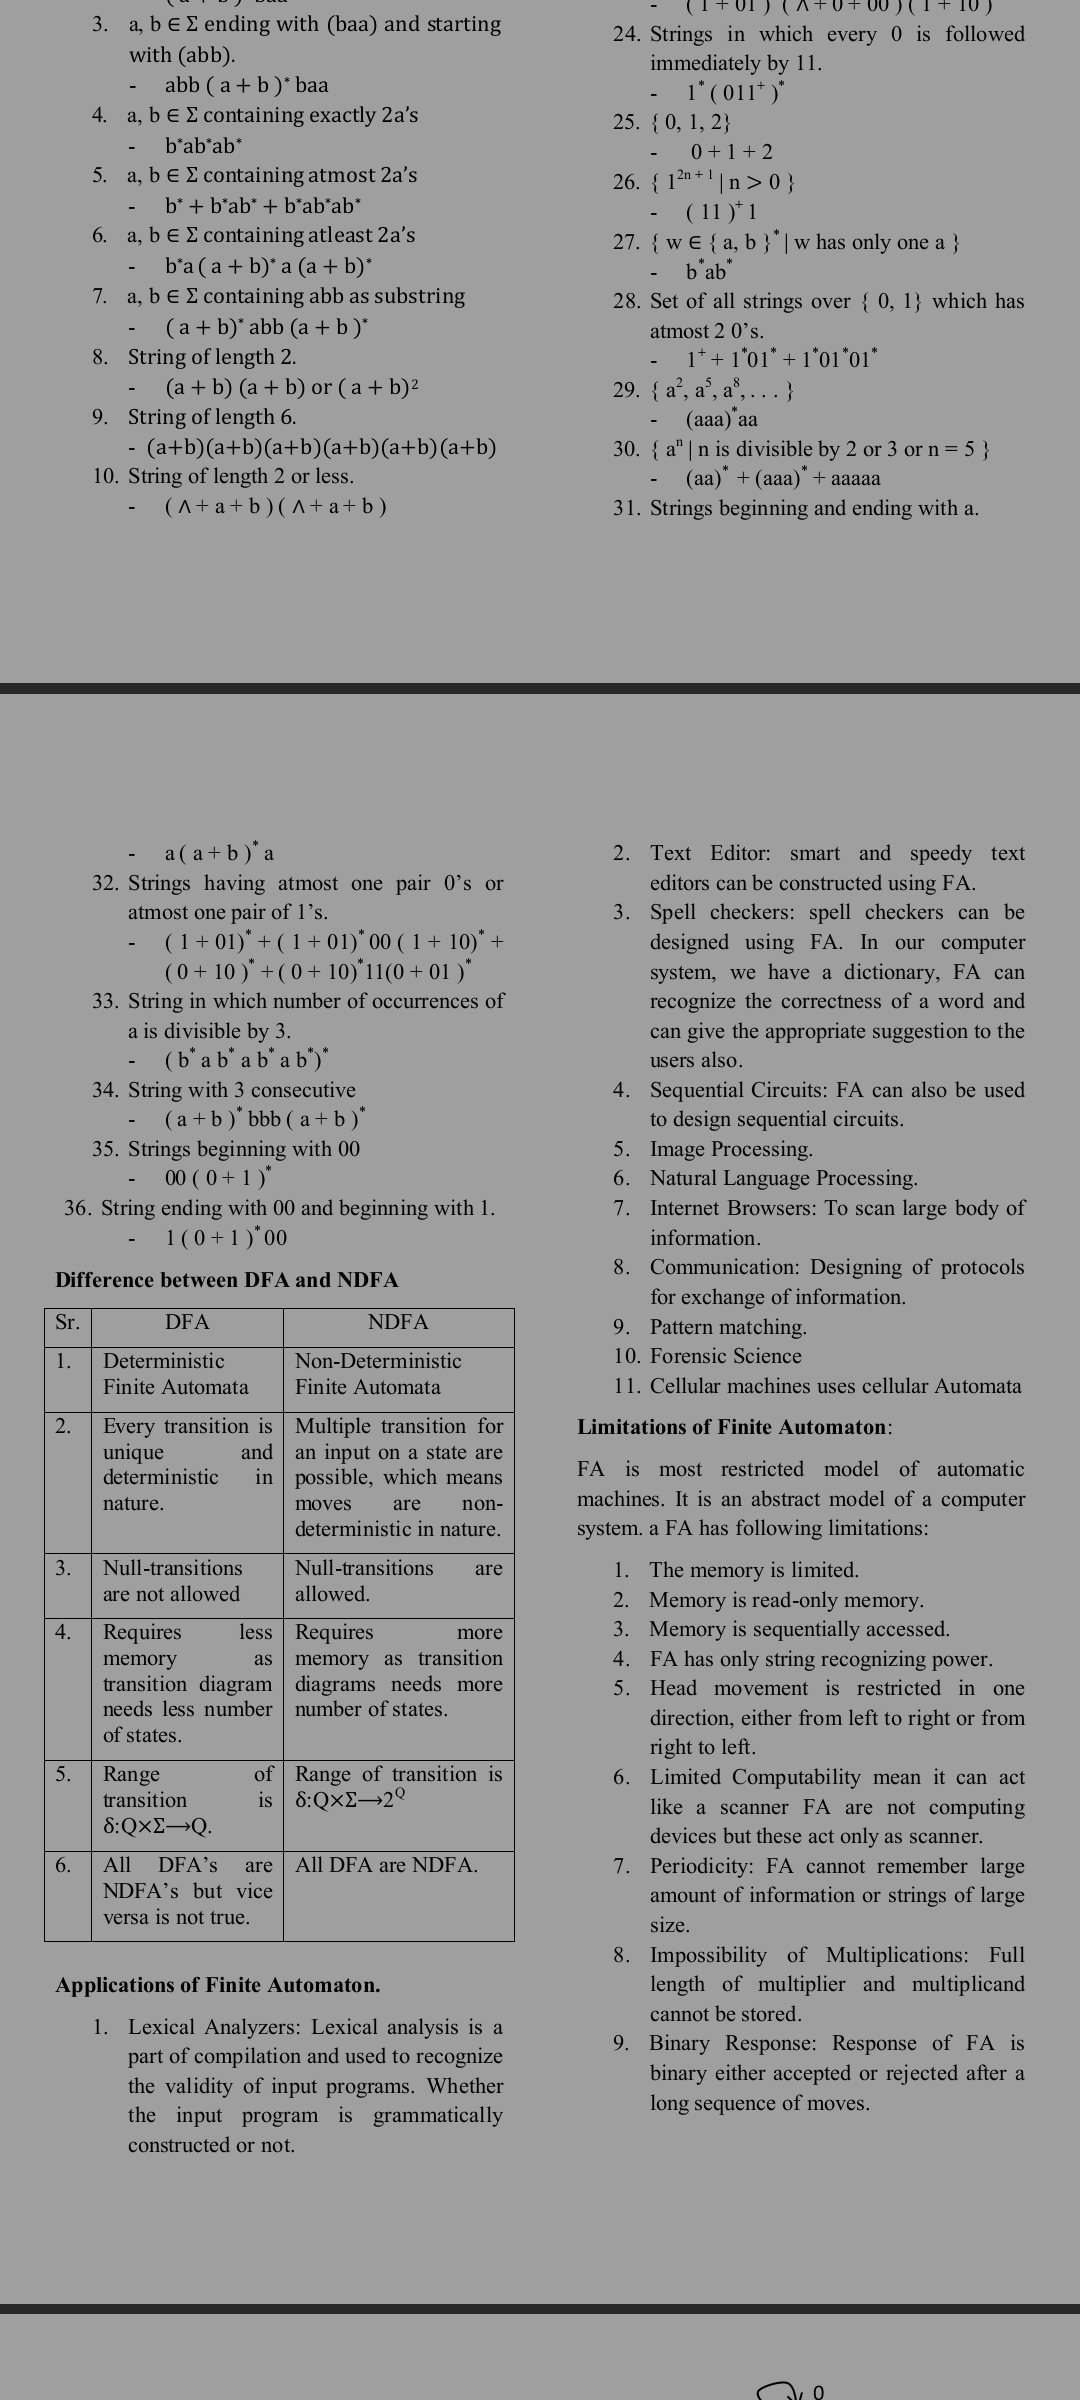 3. a, b ∈ Σ ending with (baa) and starting
with (abb).
- abb ( a + b )* baa
4. a, b ∈ Σ containing exactly 2a’s
- b*ab*ab*
5. a, b ∈ Σ containing atmost 2a’s
- b* + b*ab* + b*ab*ab*
6. a, b ∈ Σ containing atleast 2a’s
- b*a ( a + b)* a (a + b)*
7. a, b ∈ Σ containing abb as substring
- ( a + b)* abb (a + b )*
8. String of length 2.
- (a + b) (a + b) or ( a + b)²
9. String of length 6.
- (a+b)(a+b)(a+b)(a+b)(a+b)(a+b)
10. String of length 2 or less.
- ( ∧ + a + b ) ( ∧ + a + b )
- ( 1 + 01 )* ( ∧ + 0 + 00 ) ( 1 + 10 )*
24. Strings in which every 0 is followed
immediately by 11.
- 1* ( 011⁺ )*
25. { 0, 1, 2}
- 0 + 1 + 2
26. { 1²ⁿ ⁺ ¹ | n > 0 }
- ( 11 )⁺ 1
27. { w ∈ { a, b }* | w has only one a }
- b*ab*
28. Set of all strings over { 0, 1} which has
atmost 2 0’s.
- 1⁺ + 1*01* + 1*01*01*
29. { a², a⁵, a⁸, . . . }
- (aaa)*aa
30. { aⁿ | n is divisible by 2 or 3 or n = 5 }
- (aa)* + (aaa)* + aaaaa
31. Strings beginning and ending with a.
- a ( a + b )* a
32. Strings having atmost one pair 0’s or
atmost one pair of 1’s.
- ( 1 + 01)* + ( 1 + 01)* 00 ( 1 + 10)* +
( 0 + 10 )* + ( 0 + 10)*11(0 + 01 )*
33. String in which number of occurrences of
a is divisible by 3.
- ( b* a b* a b* a b*)*
34. String with 3 consecutive
- ( a + b )* bbb ( a + b )*
35. Strings beginning with 00
- 00 ( 0 + 1 )*
36. String ending with 00 and beginning with 1.
- 1 ( 0 + 1 )* 00
Difference between DFA and NDFA
Sr. DFA NDFA
1. Deterministic Non-Deterministic
Finite Automata Finite Automata
2. Every transition is Multiple transition for
unique and an input on a state are
deterministic in possible, which means
nature. moves are non-
deterministic in nature.
3. Null-transitions Null-transitions are
are not allowed allowed.
4. Requires less Requires more
memory as memory as transition
transition diagram diagrams needs more
needs less number number of states.
of states.
5. Range of Range of transition is
transition is δ:Q×Σ⟶2^Q
δ:Q×Σ⟶Q.
6. All DFA’s are All DFA are NDFA.
NDFA’s but vice
versa is not true.
Applications of Finite Automaton.
1. Lexical Analyzers: Lexical analysis is a
part of compilation and used to recognize
the validity of input programs. Whether
the input program is grammatically
constructed or not.
2. Text Editor: smart and speedy text
editors can be constructed using FA.
3. Spell checkers: spell checkers can be
designed using FA. In our computer
system, we have a dictionary, FA can
recognize the correctness of a word and
can give the appropriate suggestion to the
users also.
4. Sequential Circuits: FA can also be used
to design sequential circuits.
5. Image Processing.
6. Natural Language Processing.
7. Internet Browsers: To scan large body of
information.
8. Communication: Designing of protocols
for exchange of information.
9. Pattern matching.
10. Forensic Science
11. Cellular machines uses cellular Automata
Limitations of Finite Automaton:
FA is most restricted model of automatic
machines. It is an abstract model of a computer
system. a FA has following limitations:
1. The memory is limited.
2. Memory is read-only memory.
3. Memory is sequentially accessed.
4. FA has only string recognizing power.
5. Head movement is restricted in one
direction, either from left to right or from
right to left.
6. Limited Computability mean it can act
like a scanner FA are not computing
devices but these act only as scanner.
7. Periodicity: FA cannot remember large
amount of information or strings of large
size.
8. Impossibility of Multiplications: Full
length of multiplier and multiplicand
cannot be stored.
9. Binary Response: Response of FA is
binary either accepted or rejected after a
long sequence of moves.
0